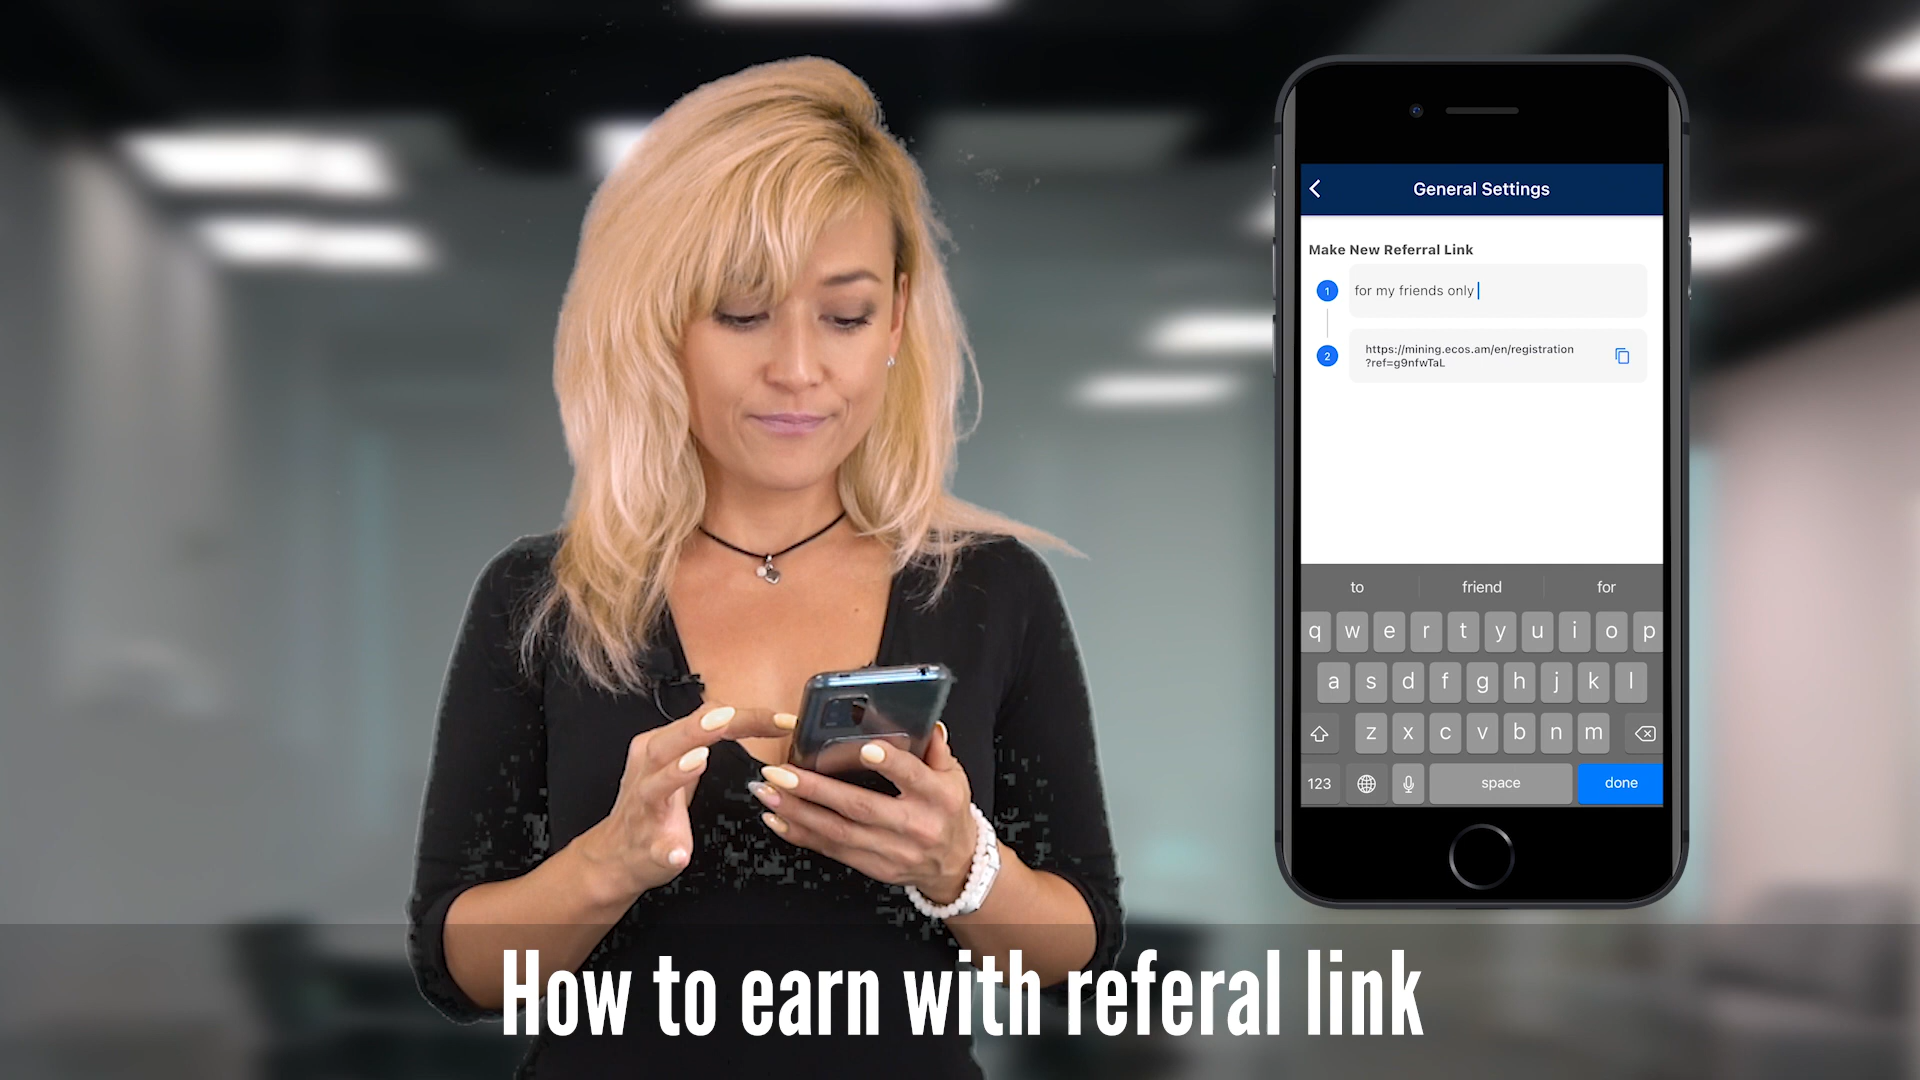 General Settings
Make New Referral Link
1
for my friends only
2
https://mining.ecos.am/en/registration
?ref=g9nfwTaL
to friend for
q w e r t y u i o p
a s d f g h j k l
z x c v b n m
123 space done
How to earn with referal link